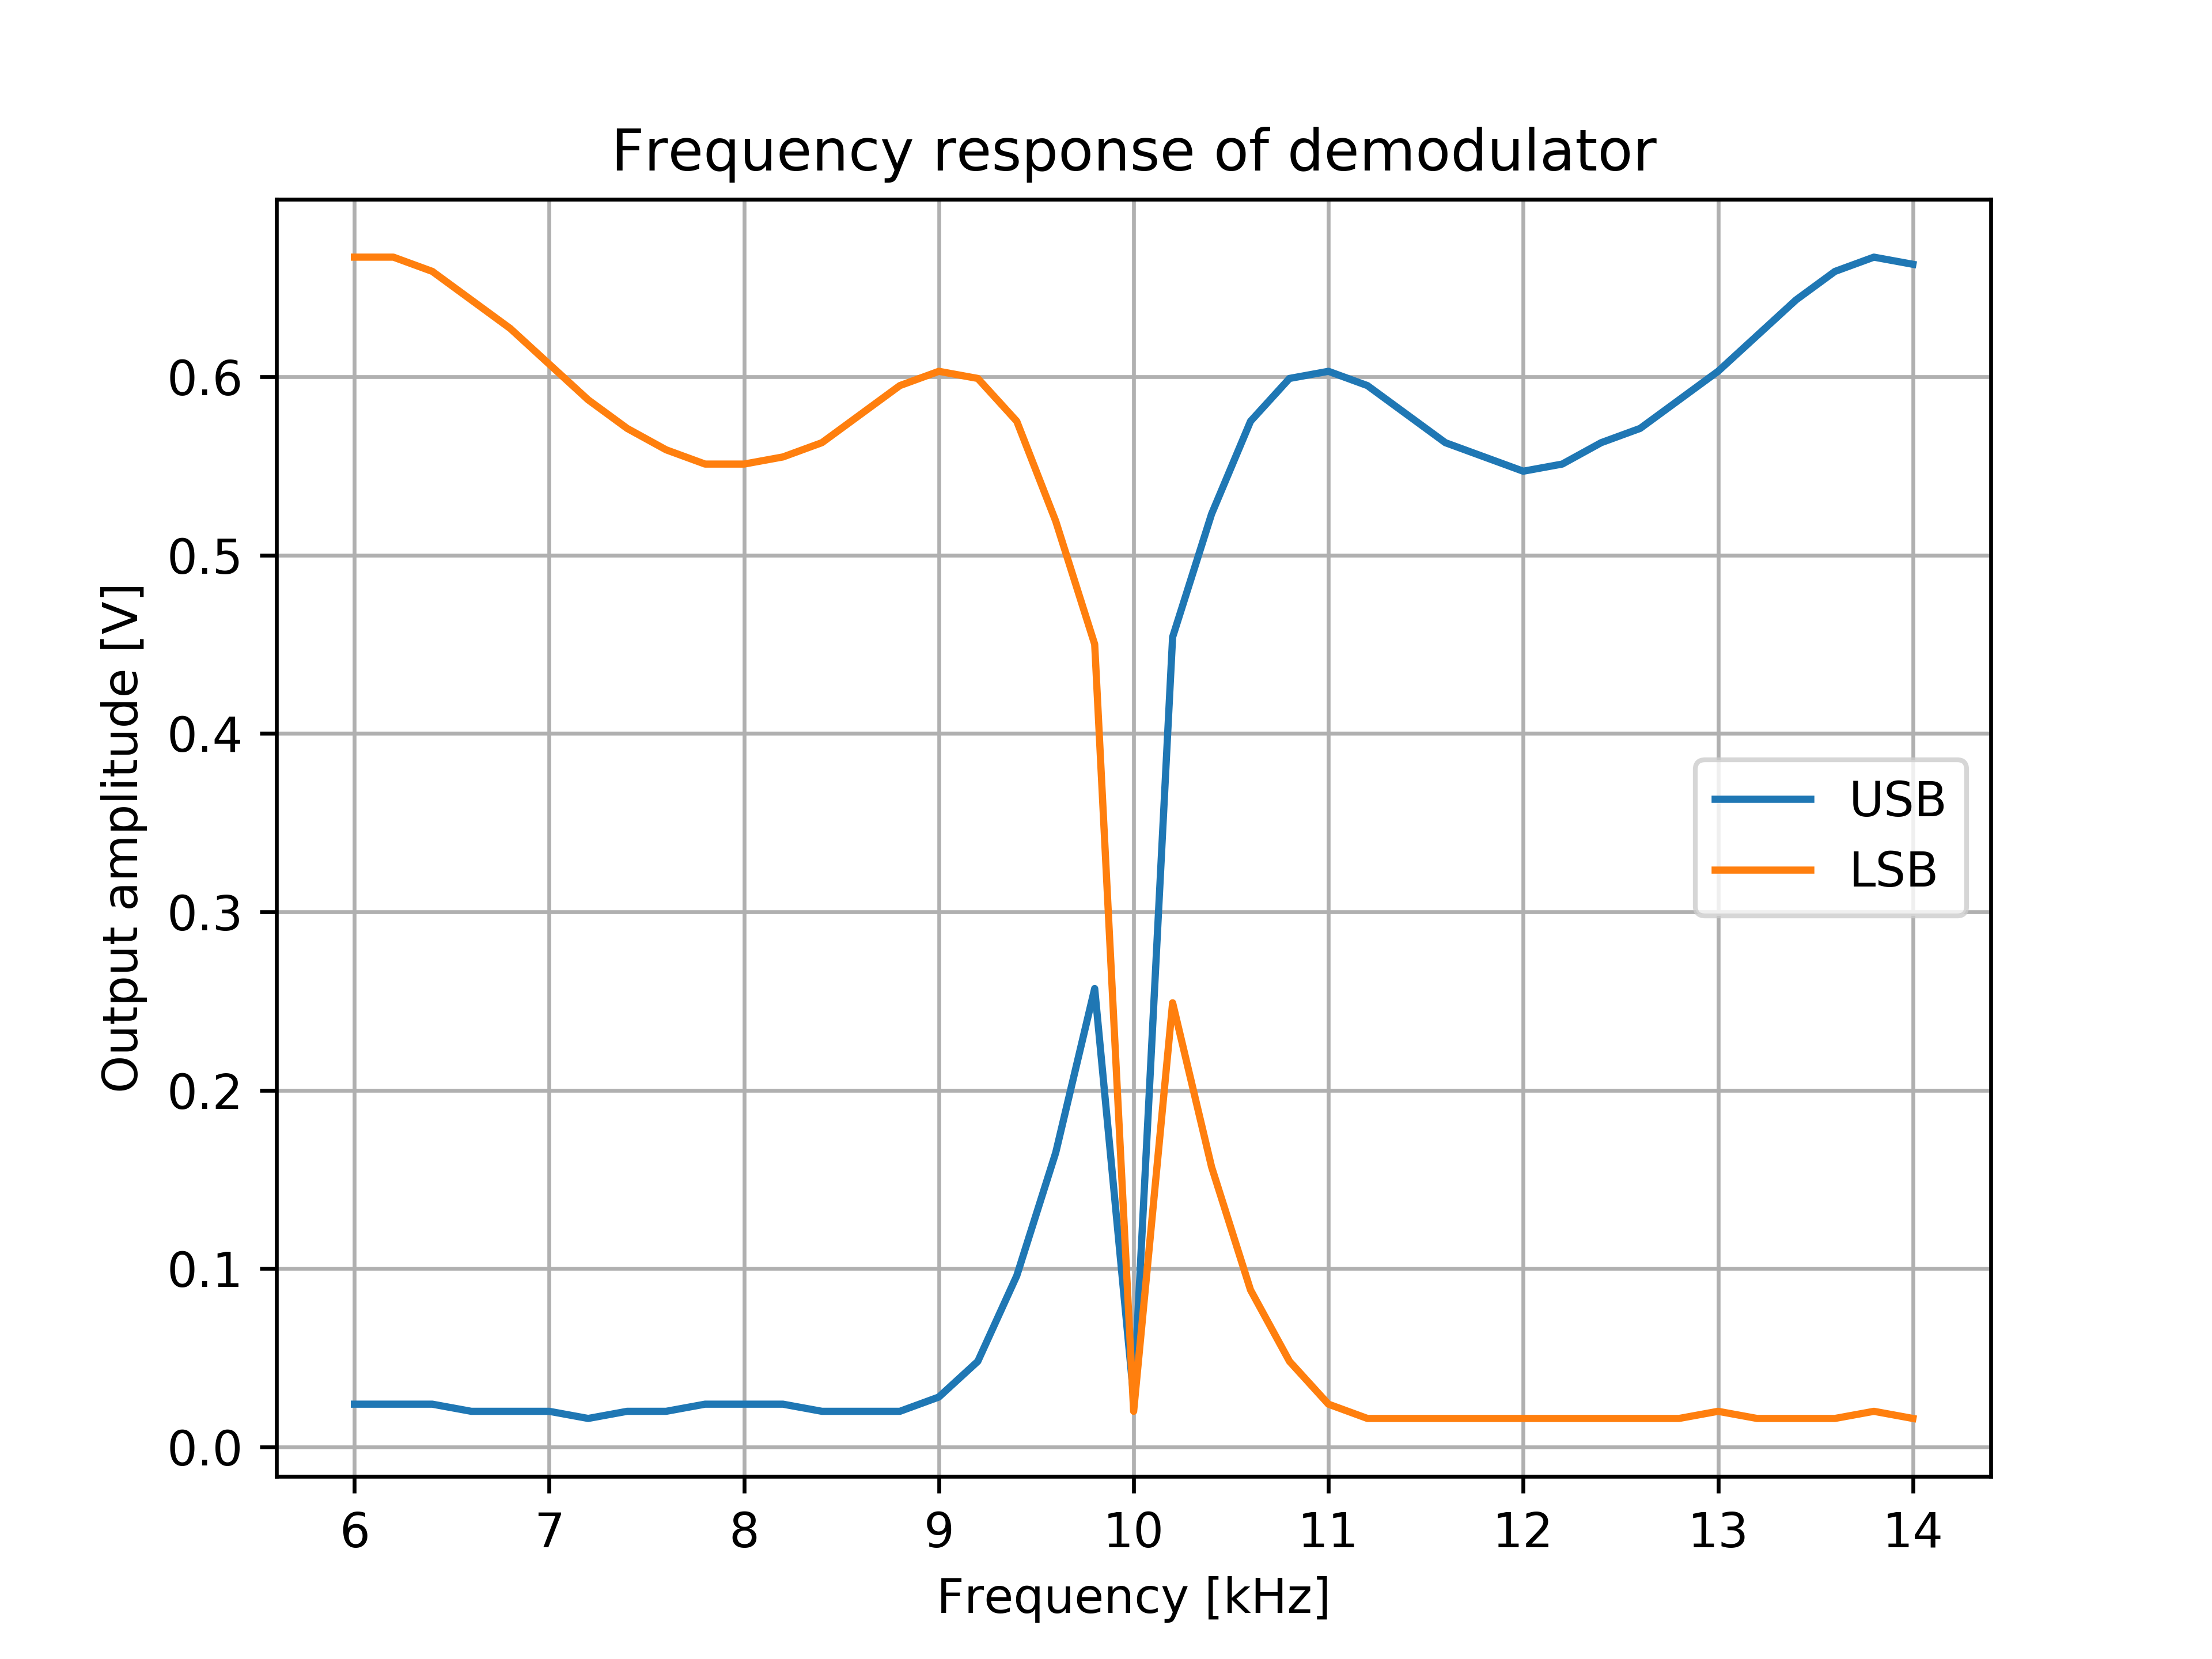 Frequency response of demodulator
Output amplitude [V]
0.6
0.5
0.4
0.3
0.2
0.1
0.0
USB
LSB
6 7 8 9 10 11 12 13 14
Frequency [kHz]